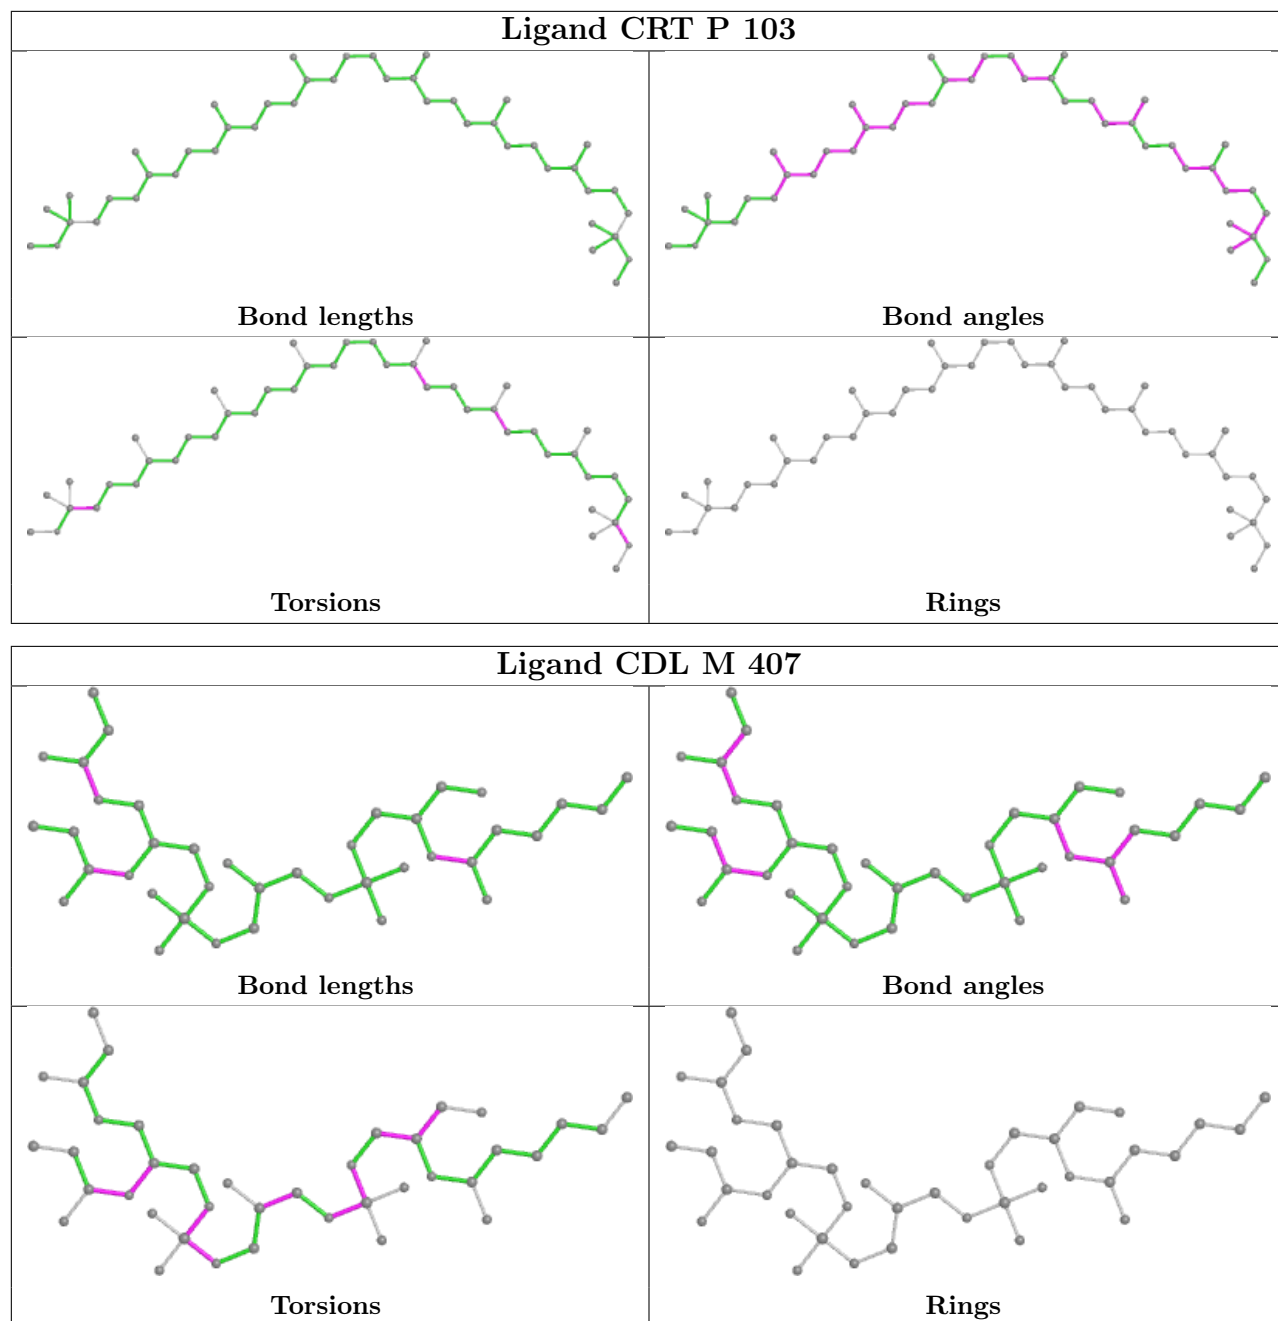 Ligand CRT P 103
Bond lengths
Bond angles
Torsions
Rings
Ligand CDL M 407
Bond lengths
Bond angles
Torsions
Rings